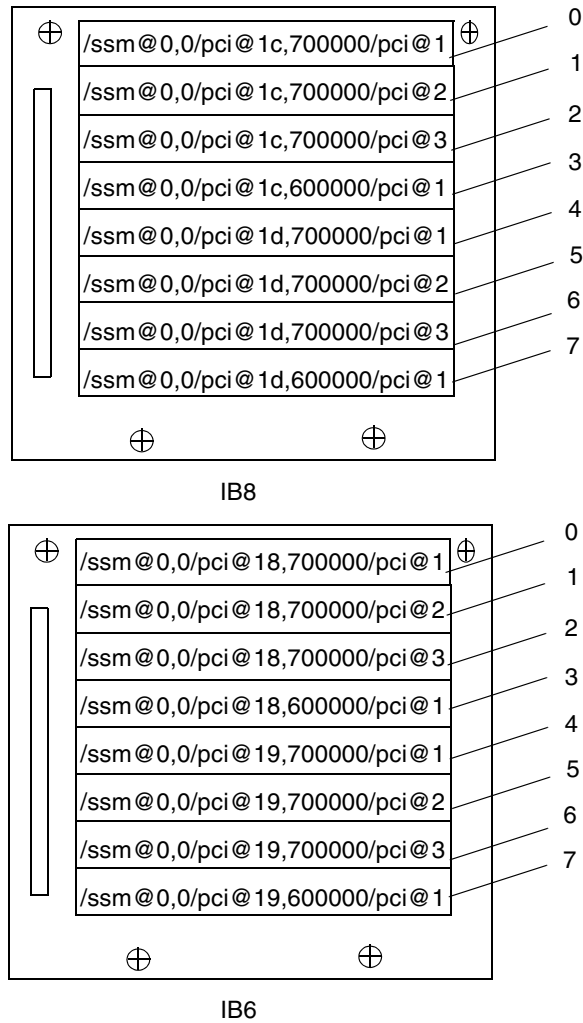 /ssm@0,0/pci@1c,700000/pci@1 0
/ssm@0,0/pci@1c,700000/pci@2 1
/ssm@0,0/pci@1c,700000/pci@3 2
/ssm@0,0/pci@1c,600000/pci@1 3
/ssm@0,0/pci@1d,700000/pci@1 4
/ssm@0,0/pci@1d,700000/pci@2 5
/ssm@0,0/pci@1d,700000/pci@3 6
/ssm@0,0/pci@1d,600000/pci@1 7
IB8
/ssm@0,0/pci@18,700000/pci@1 0
/ssm@0,0/pci@18,700000/pci@2 1
/ssm@0,0/pci@18,700000/pci@3 2
/ssm@0,0/pci@18,600000/pci@1 3
/ssm@0,0/pci@19,700000/pci@1 4
/ssm@0,0/pci@19,700000/pci@2 5
/ssm@0,0/pci@19,700000/pci@3 6
/ssm@0,0/pci@19,600000/pci@1 7
IB6